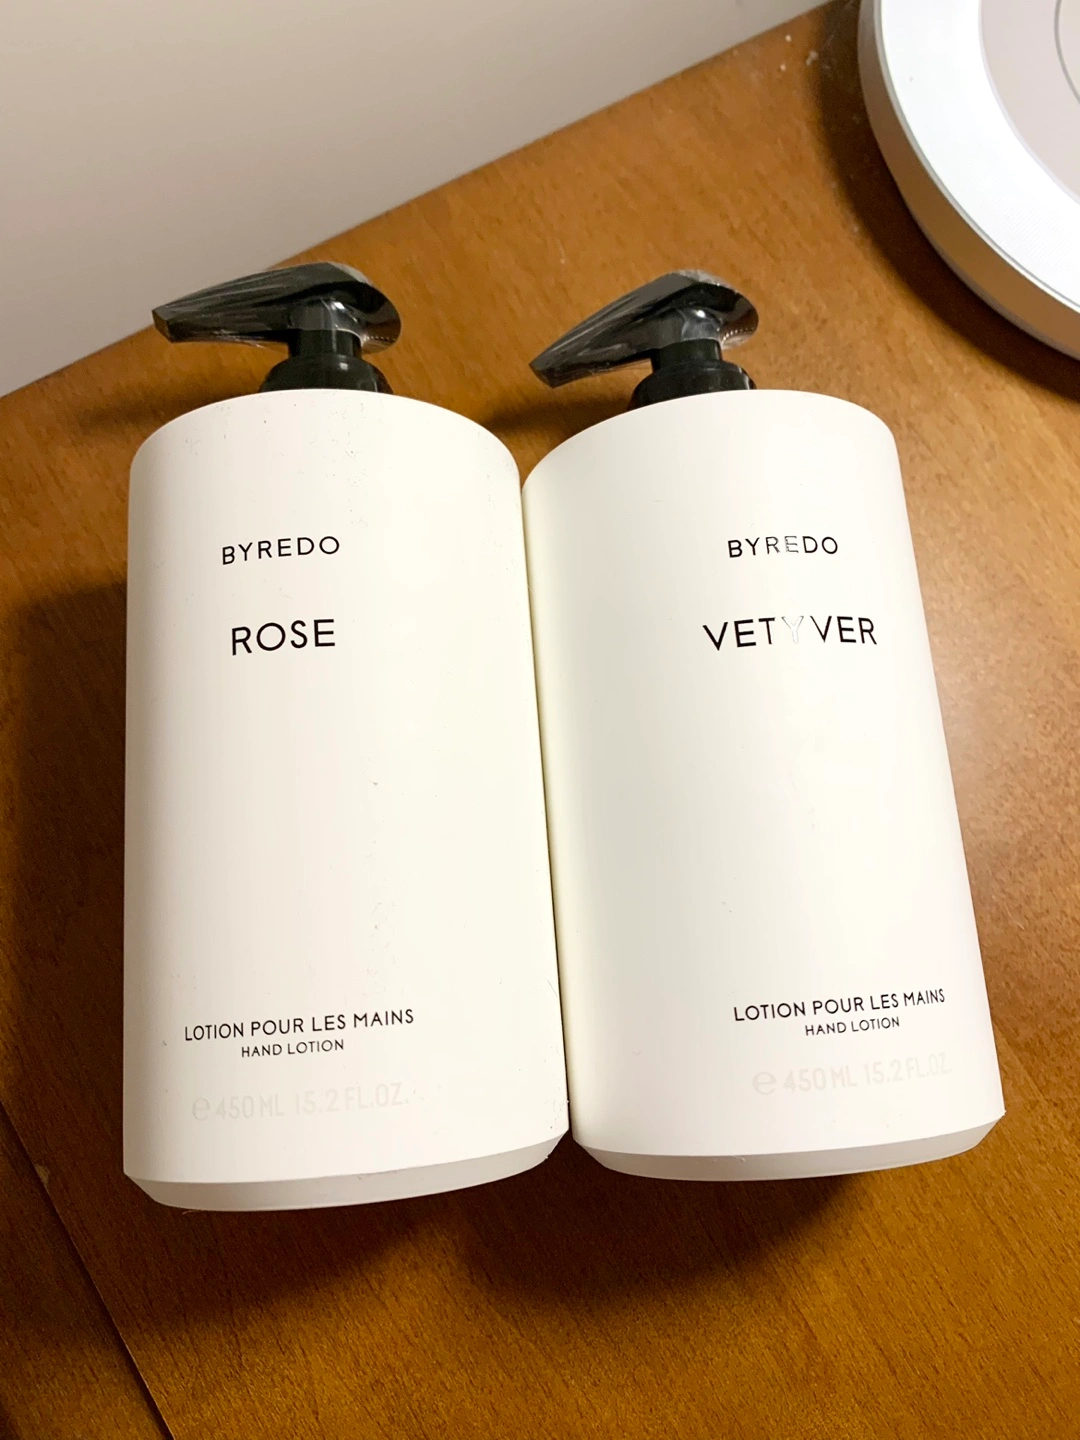 BYREDO
ROSE
LOTION POUR LES MAINS
HAND LOTION
e 450 ML 15.2 FL.OZ.
BYREDO
VETYVER
LOTION POUR LES MAINS
HAND LOTION
e 450 ML 15.2 FL.OZ.